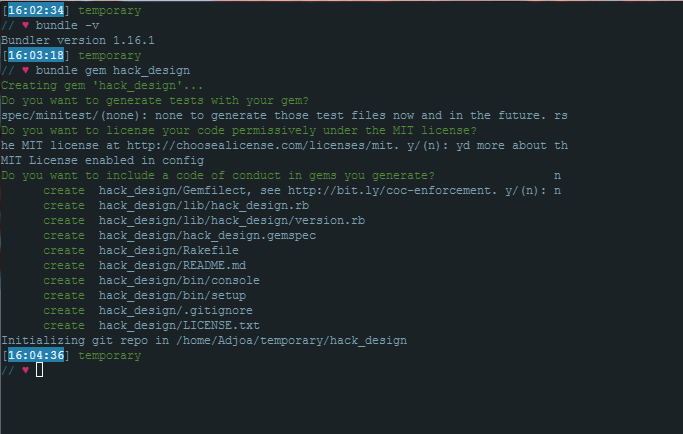 [16:02:34] temporary
// ♥ bundle -v
Bundler version 1.16.1
[16:03:18] temporary
// ♥ bundle gem hack_design
Creating gem 'hack_design'...
Do you want to generate tests with your gem?
spec/minitest/(none): none to generate those test files now and in the future. rs
Do you want to license your code permissively under the MIT license?
he MIT license at http://choosealicense.com/licenses/mit. y/(n): yd more about th
MIT License enabled in config
Do you want to include a code of conduct in gems you generate? n
create hack_design/Gemfilect, see http://bit.ly/coc-enforcement. y/(n): n
create hack_design/lib/hack_design.rb
create hack_design/lib/hack_design/version.rb
create hack_design/hack_design.gemspec
create hack_design/Rakefile
create hack_design/README.md
create hack_design/bin/console
create hack_design/bin/setup
create hack_design/.gitignore
create hack_design/LICENSE.txt
Initializing git repo in /home/Adjoa/temporary/hack_design
[16:04:36] temporary
// ♥